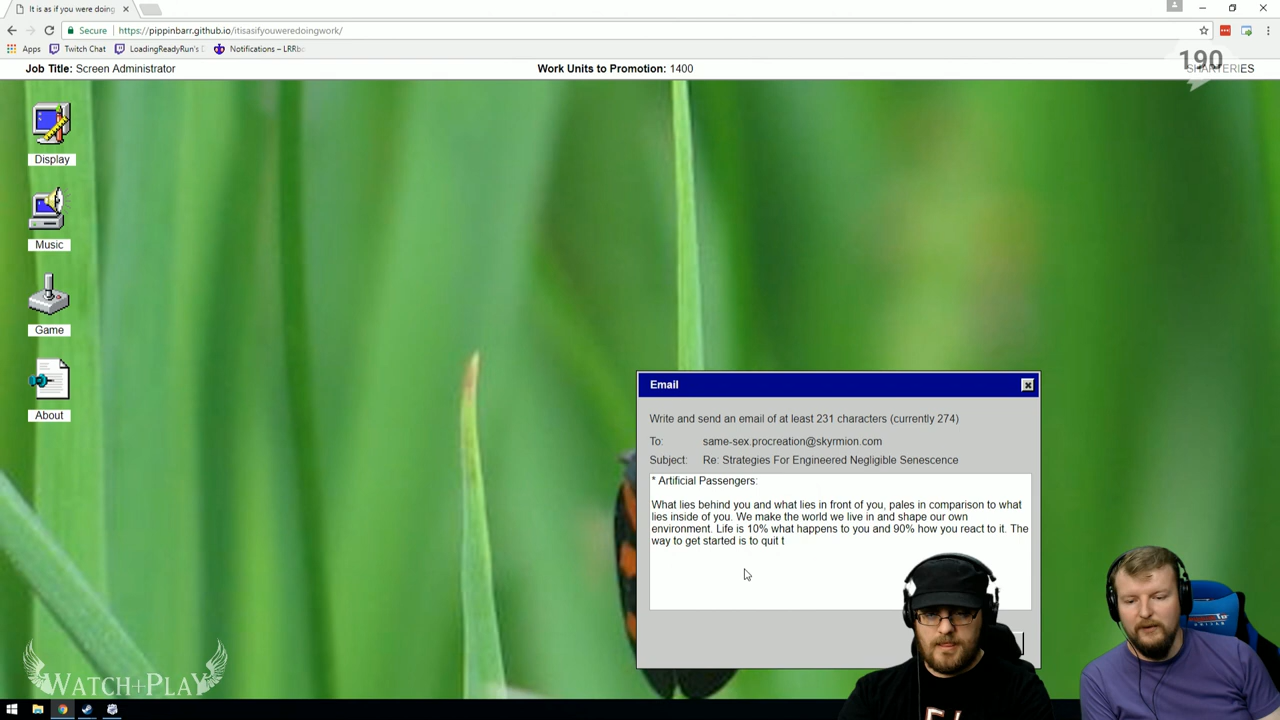 It is as if you were doing
Secure
https://pippinbarr.github.io/itisasifyouweredoingwork/
Apps
Twitch Chat
LoadingReadyRun's
Notifications – LRRb
Job Title: Screen Administrator
Work Units to Promotion: 1400
190
Display
Music
Game
About
Email
Write and send an email of at least 231 characters (currently 274)
To: same-sex.procreation@skyrmion.com
Subject: Re: Strategies For Engineered Negligible Senescence
* Artificial Passengers:
What lies behind you and what lies in front of you, pales in comparison to what
lies inside of you. We make the world we live in and shape our own
environment. Life is 10% what happens to you and 90% how you react to it. The
way to get started is to quit t
WATCH+PLAY